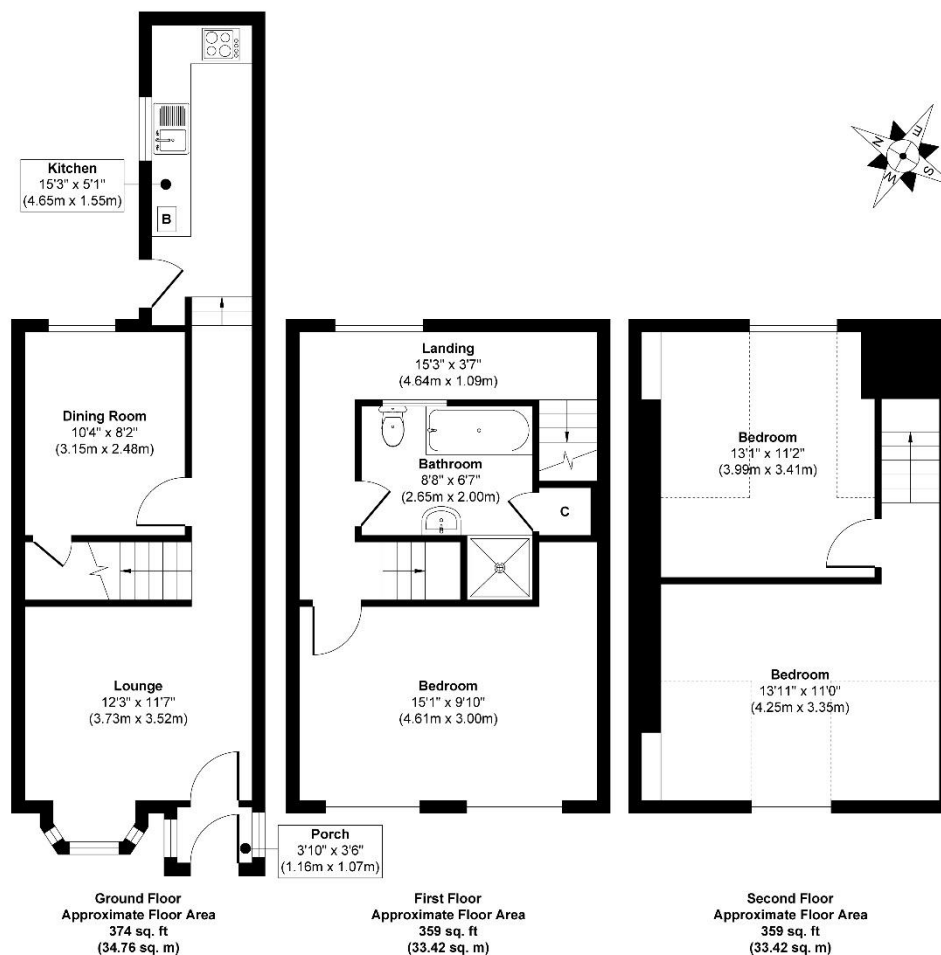 Kitchen
15'3" x 5'1"
(4.65m x 1.55m)
B
Dining Room
10'4" x 8'2"
(3.15m x 2.48m)
Lounge
12'3" x 11'7"
(3.73m x 3.52m)
Porch
3'10" x 3'6"
(1.16m x 1.07m)
Ground Floor
Approximate Floor Area
374 sq. ft
(34.76 sq. m)
Landing
15'3" x 3'7"
(4.64m x 1.09m)
Bathroom
8'8" x 6'7"
(2.65m x 2.00m)
C
Bedroom
15'1" x 9'10"
(4.61m x 3.00m)
First Floor
Approximate Floor Area
359 sq. ft
(33.42 sq. m)
N
E
S
W
Bedroom
13'1" x 11'2"
(3.99m x 3.41m)
Bedroom
13'11" x 11'0"
(4.25m x 3.35m)
Second Floor
Approximate Floor Area
359 sq. ft
(33.42 sq. m)